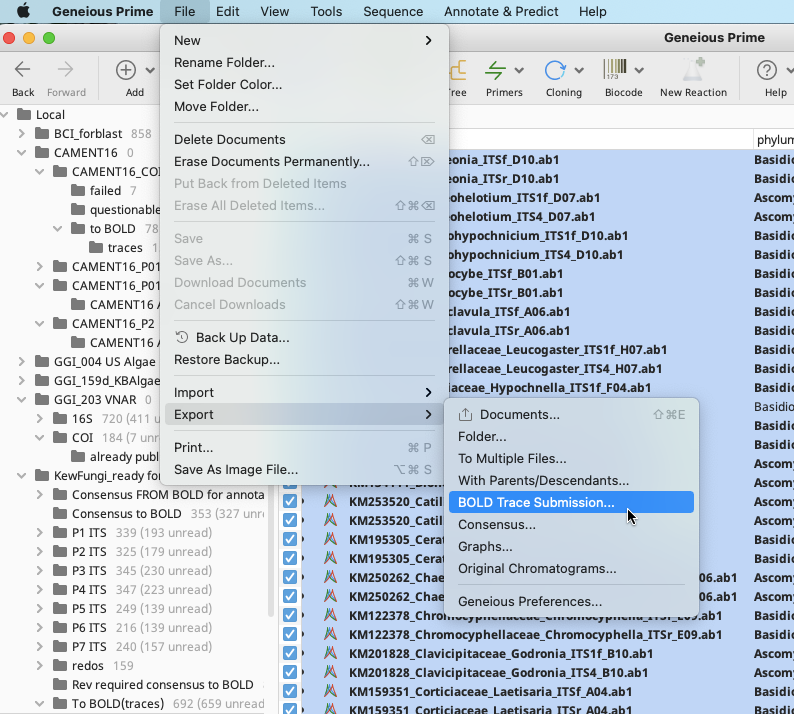 Geneious Prime File Edit View Tools Sequence Annotate & Predict Help
Geneious Prime
Back Forward Add Tree Primers Cloning 173 Biocode New Reaction Help
New
Rename Folder...
Set Folder Color...
Move Folder...
Delete Documents ⌫
Erase Documents Permanently... ⇧⌦
Put Back from Deleted Items
Erase All Deleted Items... ⇧⌘⌫
Save ⌘ S
Save As... ⇧⌘ S
Download Documents ⌘ W
Cancel Downloads ⇧⌘ W
Back Up Data...
Restore Backup...
Import
Export
Print... ⌘ P
Save As Image File... ⌥⌘ S
Documents... ⇧⌘E
Folder...
To Multiple Files...
With Parents/Descendants...
BOLD Trace Submission...
Consensus...
Graphs...
Original Chromatograms...
Geneious Preferences...
Local
BCI_forblast 858
CAMENT16 0
CAMENT16_COI
failed 7
questionable
to BOLD 78
traces 1
CAMENT16_P01
CAMENT16_P01
CAMENT16 A
CAMENT16_P2
CAMENT16 A
GGI_004 US Algae
GGI_159d_KBAlgae
GGI_203 VNAR 0
16S 720 (411 u
COI 184 (7 unr
already publ
KewFungi_ready fo
Consensus FROM BOLD for annota
Consensus to BOLD 353 (327 unr
P1 ITS 339 (193 unread)
P2 ITS 325 (179 unread)
P3 ITS 345 (230 unread)
P4 ITS 347 (223 unread)
P5 ITS 249 (139 unread)
P6 ITS 216 (139 unread)
P7 ITS 240 (157 unread)
redos 159
Rev required consensus to BOLD
To BOLD(traces) 692 (659 unread)
phylum
eonia_ITSf_D10.ab1 Basidio
eonia_ITSr_D10.ab1 Basidio
ohelotium_ITS1f_D07.ab1 Ascomy
ohelotium_ITS4_D07.ab1 Ascomy
ohypochnicium_ITS1f_D10.ab1 Basidio
ohypochnicium_ITS4_D10.ab1 Basidio
ocybe_ITSf_B01.ab1 Basidio
ocybe_ITSr_B01.ab1 Basidio
clavula_ITSf_A06.ab1 Basidio
clavula_ITSr_A06.ab1 Basidio
rellaceae_Leucogaster_ITS1f_H07.ab1 Basidio
rellaceae_Leucogaster_ITS4_H07.ab1 Basidio
iaceae_Hypochnella_ITS1f_F04.ab1 Basidio
Basidio
Basidio
Basidio
Ascomy
Ascomy
KM253520_Catil Basidio
KM253520_Catil Basidio
KM195305_Cerat Basidio
KM195305_Cerat Basidio
KM250262_Chae 06.ab1 Ascomy
KM250262_Chae 06.ab1 Ascomy
KM122378_Chromocyphellaceae_Chromocyphella_ITSf_E09.ab1 Basidio
KM122378_Chromocyphellaceae_Chromocyphella_ITSr_E09.ab1 Basidio
KM201828_Clavicipitaceae_Godronia_ITS1f_B10.ab1 Ascomy
KM201828_Clavicipitaceae_Godronia_ITS4_B10.ab1 Ascomy
KM159351_Corticiaceae_Laetisaria_ITSf_A04.ab1 Basidio
KM159351_Corticiaceae_Laetisaria_ITSr_A04.ab1 Basidio